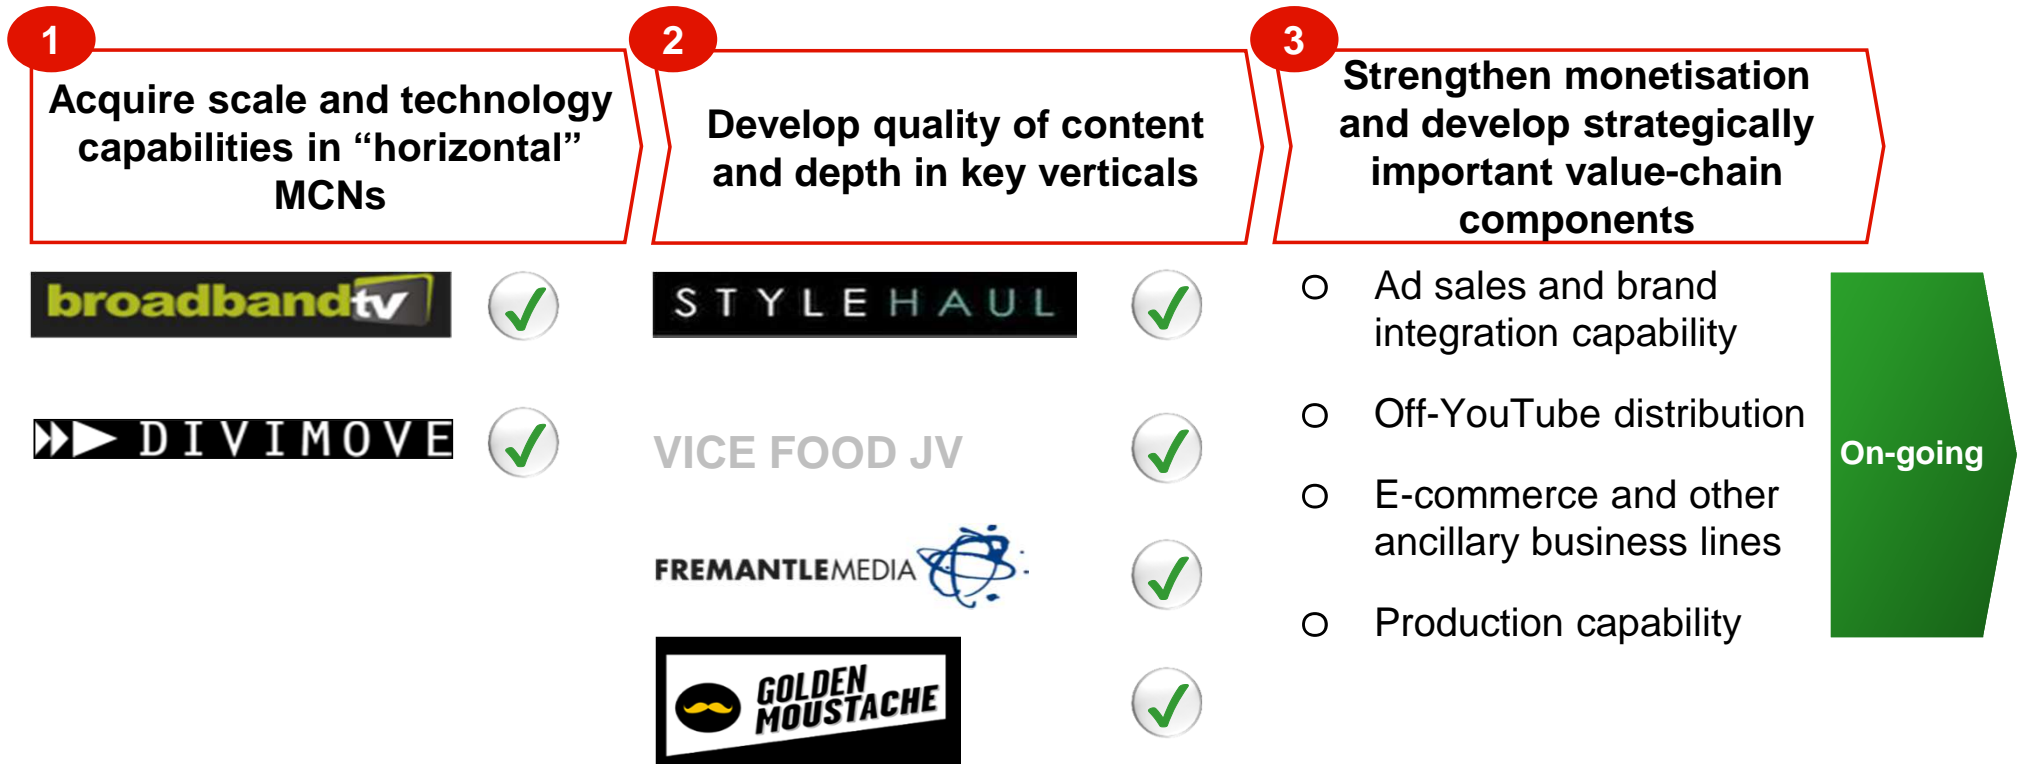 1
Acquire scale and technology
capabilities in “horizontal”
MCNs
broadbandtv
DIVIMOVE
2
Develop quality of content
and depth in key verticals
STYLEHAUL
VICE FOOD JV
FREMANTLEMEDIA
GOLDEN
MOUSTACHE
3
Strengthen monetisation
and develop strategically
important value-chain
components
o Ad sales and brand
integration capability
o Off-YouTube distribution
o E-commerce and other
ancillary business lines
o Production capability
On-going